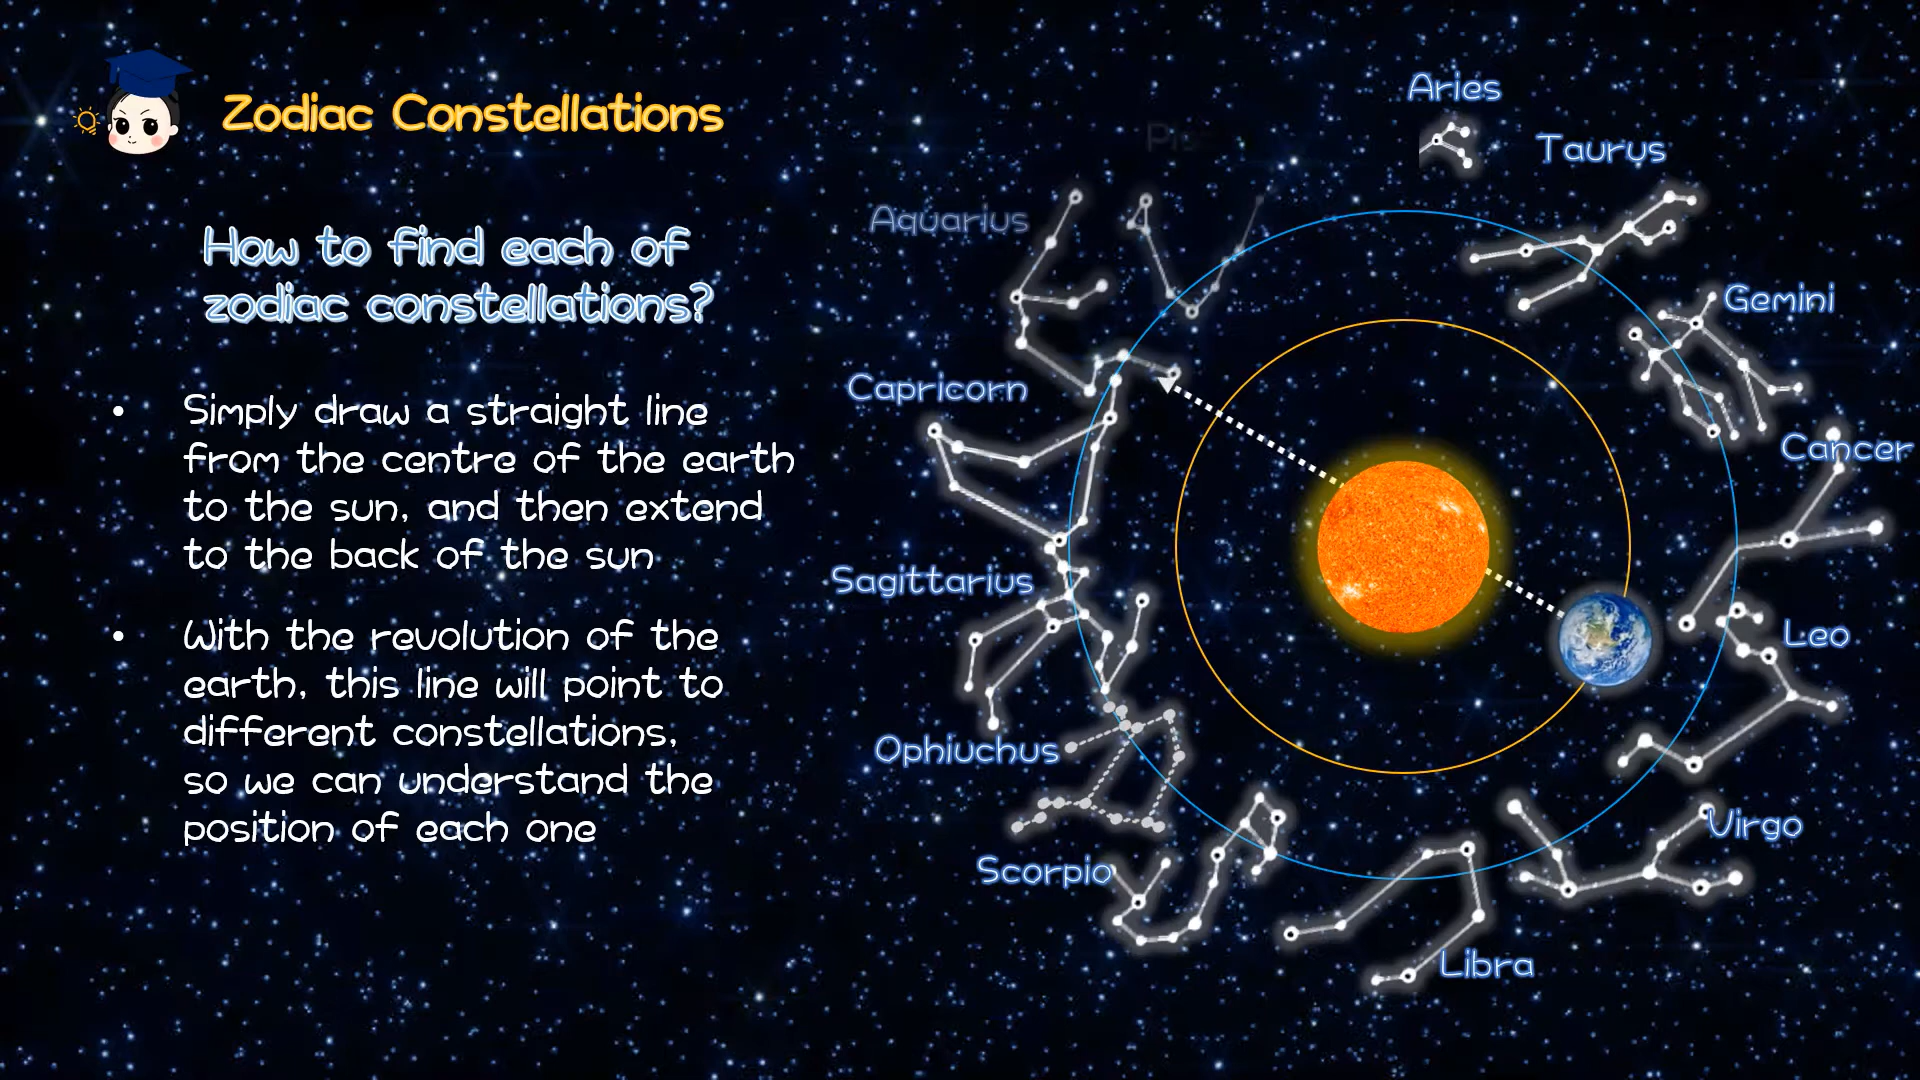 Zodiac Constellations
How to find each of
zodiac constellations?
• Simply draw a straight line
from the centre of the earth
to the sun, and then extend
to the back of the sun
• With the revolution of the
earth, this line will point to
different constellations,
so we can understand the
position of each one
Aries
Taurus
Gemini
Cancer
Leo
Virgo
Libra
Scorpio
Ophiuchus
Sagittarius
Capricorn
Aquarius